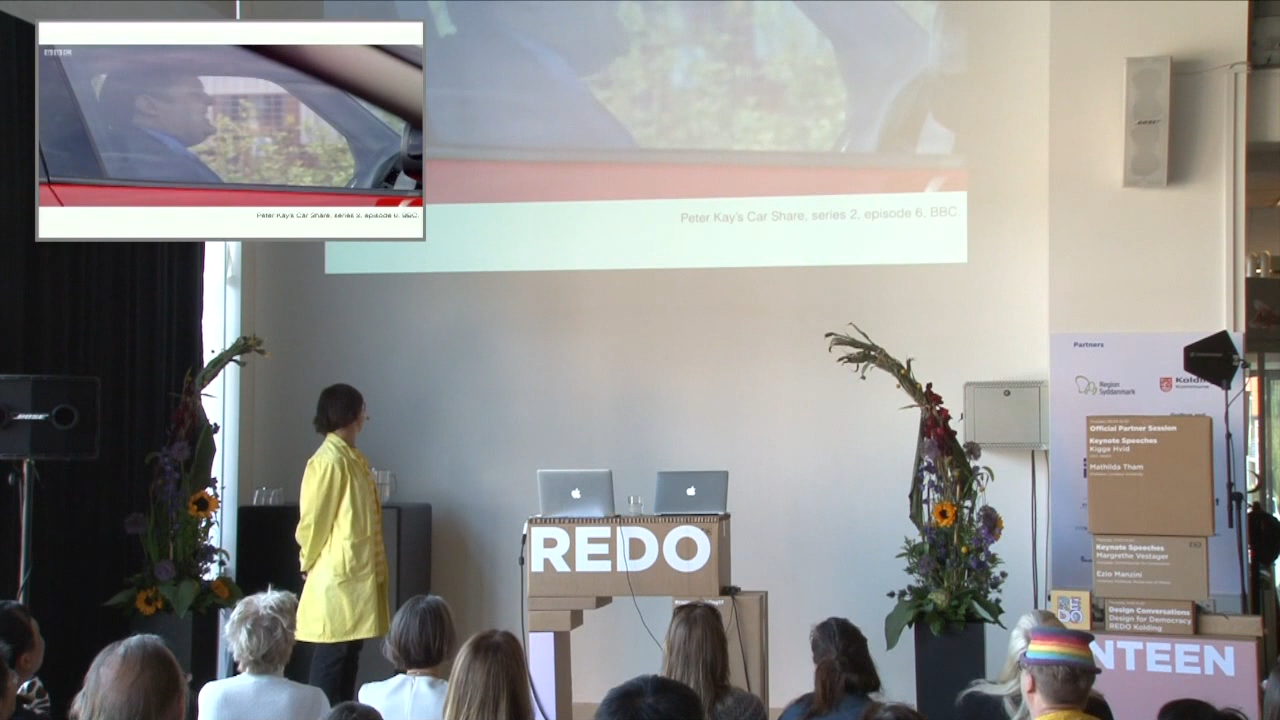 Peter Kay's Car Share, series 2, episode 6, BBC
Peter Kay's Car Share, series 2, episode 6, BBC.
BOSE
BOSE
REDO
Partners
Region
Syddanmark
Kolding
Kommune
Official Partner Session
Keynote Speeches
Kigge Hvid
Mathilda Tham
Keynote Speeches
Margrethe Vestager
Ezio Manzini
Design Conversations
Design for Democracy
REDO Kolding
NTEEN